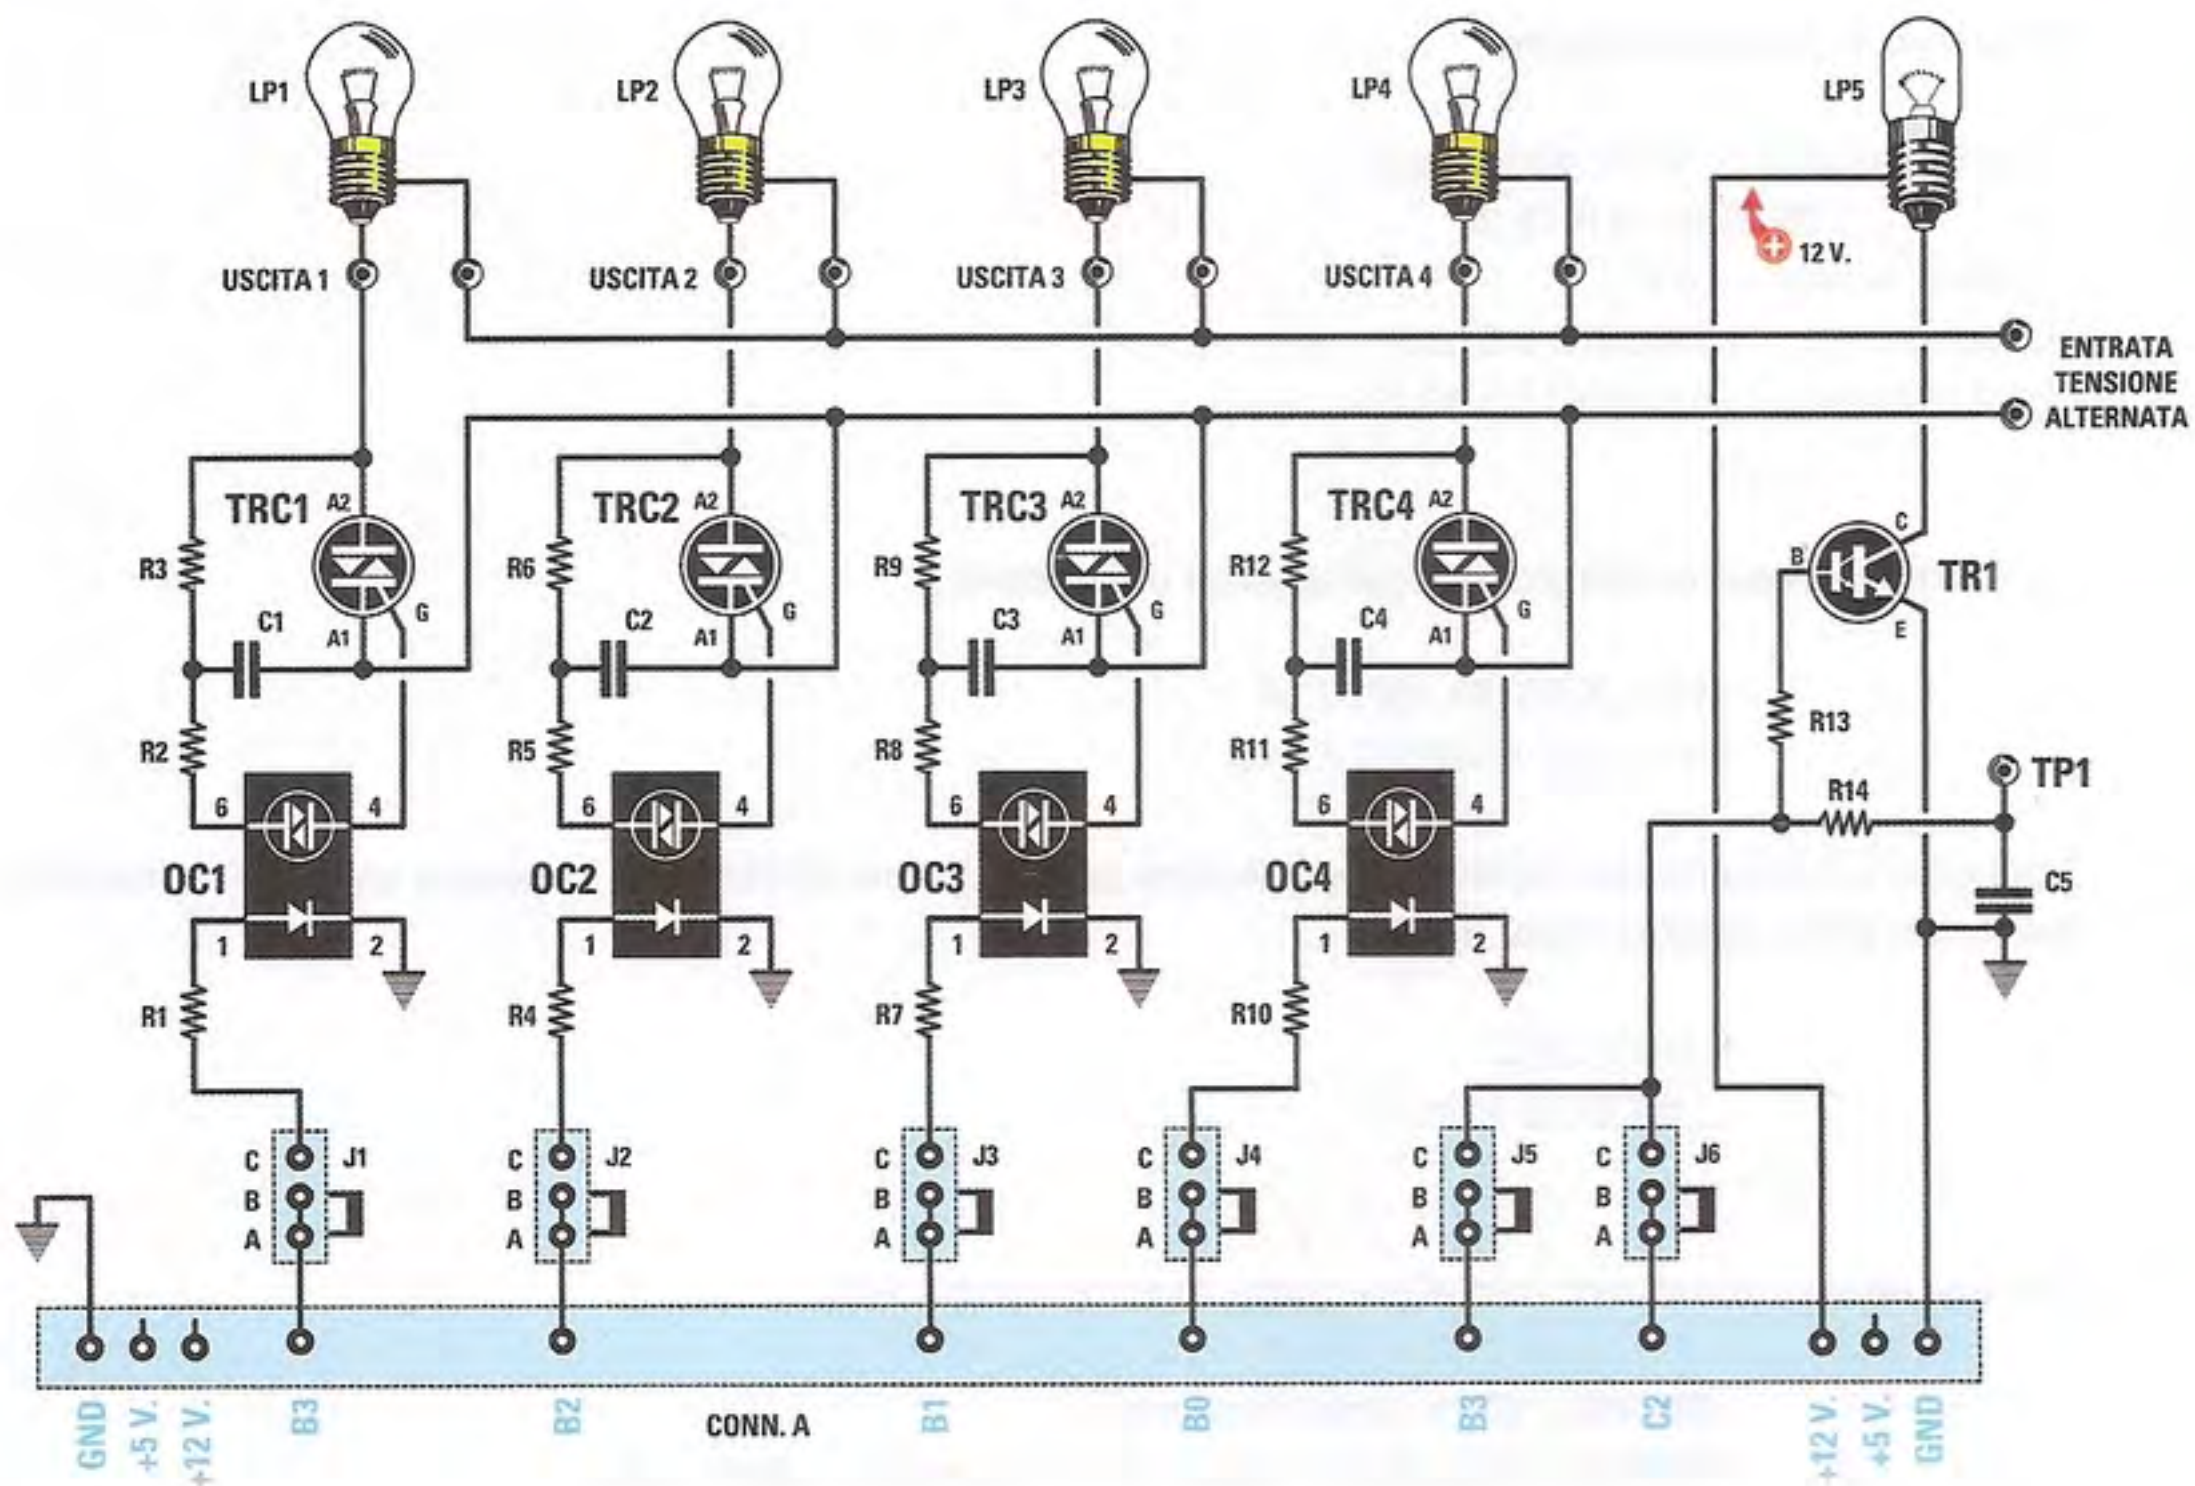 LP1 LP2 LP3 LP4 LP5
12 V.
USCITA 1 USCITA 2 USCITA 3 USCITA 4
ENTRATA
TENSIONE
ALTERNATA
TRC1 A2 TRC2 A2 TRC3 A2 TRC4 A2
C
B TR1
E
R3 R6 R9 R12
G G G G
C1 C2 C3 C4
A1 A1 A1 A1
R13
R2 R5 R8 R11
TP1
R14
6 4 6 4 6 4 6 4
C5
OC1 OC2 OC3 OC4
1 2 1 2 1 2 1 2
R1 R4 R7 R10
C J1 C J2 C J3 C J4 C J5 C J6
B B B B B B
A A A A A A
GND +5 V. +12 V. B3 B2 B1 B0 B3 C2 +12 V. +5 V. GND
CONN. A